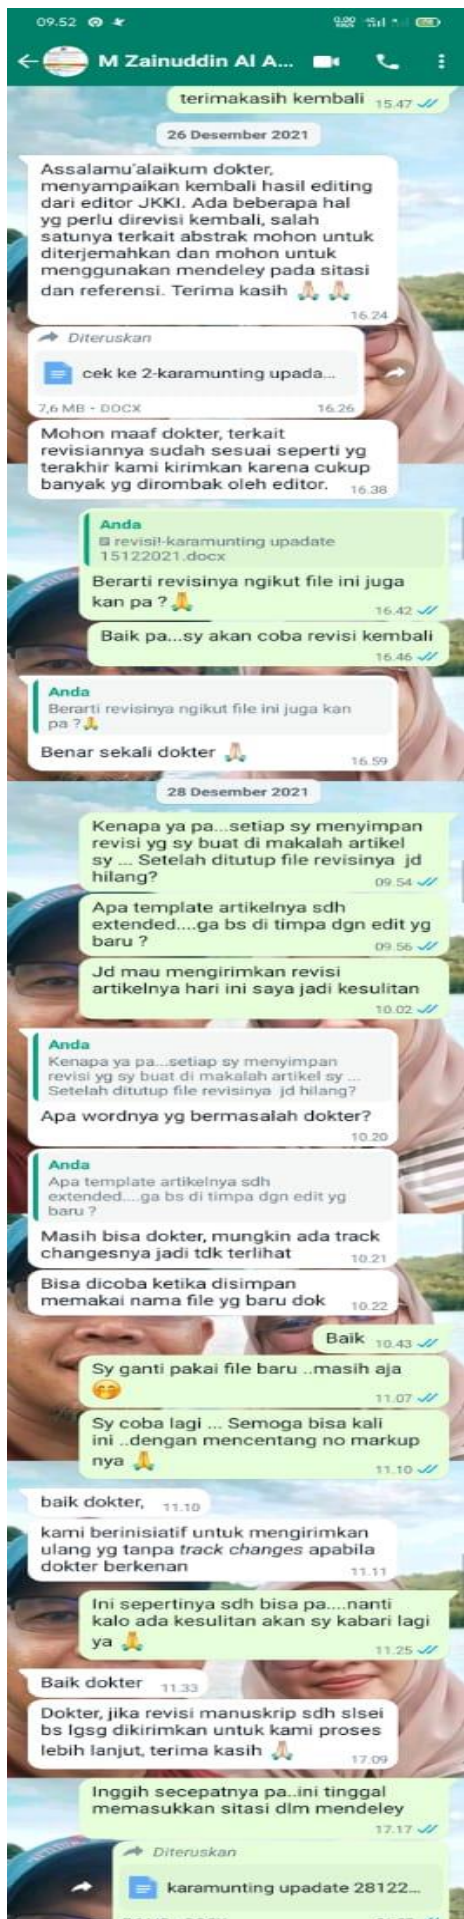 09.52
M Zainuddin Al A...
terimakasih kembali 15.47
26 Desember 2021
Assalamu'alaikum dokter,
menyampaikan kembali hasil editing
dari editor JKKI. Ada beberapa hal
yg perlu direvisi kembali, salah
satunya terkait abstrak mohon untuk
diterjemahkan dan mohon untuk
menggunakan mendeley pada sitasi
dan referensi. Terima kasih 🙏🏻 🙏🏻
16.24
Diteruskan
cek ke 2-karamunting upada...
7,6 MB • DOCX 16.26
Mohon maaf dokter, terkait
revisiannya sudah sesuai seperti yg
terakhir kami kirimkan karena cukup
banyak yg dirombak oleh editor. 16.38
Anda
revisi!-karamunting upadate
15122021.docx
Berarti revisinya ngikut file ini juga
kan pa ? 🙏
16.42
Baik pa...sy akan coba revisi kembali
16.46
Anda
Berarti revisinya ngikut file ini juga kan
pa ? 🙏
Benar sekali dokter 🙏🏻
16.59
28 Desember 2021
Kenapa ya pa...setiap sy menyimpan
revisi yg sy buat di makalah artikel
sy ... Setelah ditutup file revisinya jd
hilang?
09.54
Apa template artikelnya sdh
extended....ga bs di timpa dgn edit yg
baru ?
09.56
Jd mau mengirimkan revisi
artikelnya hari ini saya jadi kesulitan
10.02
Anda
Kenapa ya pa...setiap sy menyimpan
revisi yg sy buat di makalah artikel sy ...
Setelah ditutup file revisinya jd hilang?
Apa wordnya yg bermasalah dokter?
10.20
Anda
Apa template artikelnya sdh
extended....ga bs di timpa dgn edit yg
baru ?
Masih bisa dokter, mungkin ada track
changesnya jadi tdk terlihat 10.21
Bisa dicoba ketika disimpan
memakai nama file yg baru dok 10.22
Baik 10.43
Sy ganti pakai file baru ..masih aja
🤭
11.07
Sy coba lagi ... Semoga bisa kali
ini ..dengan mencentang no markup
nya 🙏
11.10
baik dokter, 11.10
kami berinisiatif untuk mengirimkan
ulang yg tanpa track changes apabila
dokter berkenan 11.11
Ini sepertinya sdh bisa pa....nanti
kalo ada kesulitan akan sy kabari lagi
ya 🙏
11.25
Baik dokter 11.33
Dokter, jika revisi manuskrip sdh slsei
bs lgsg dikirimkan untuk kami proses
lebih lanjut, terima kasih 🙏🏻
17.09
Inggih secepatnya pa..ini tinggal
memasukkan sitasi dlm mendeley
17.17
Diteruskan
karamunting upadate 28122...